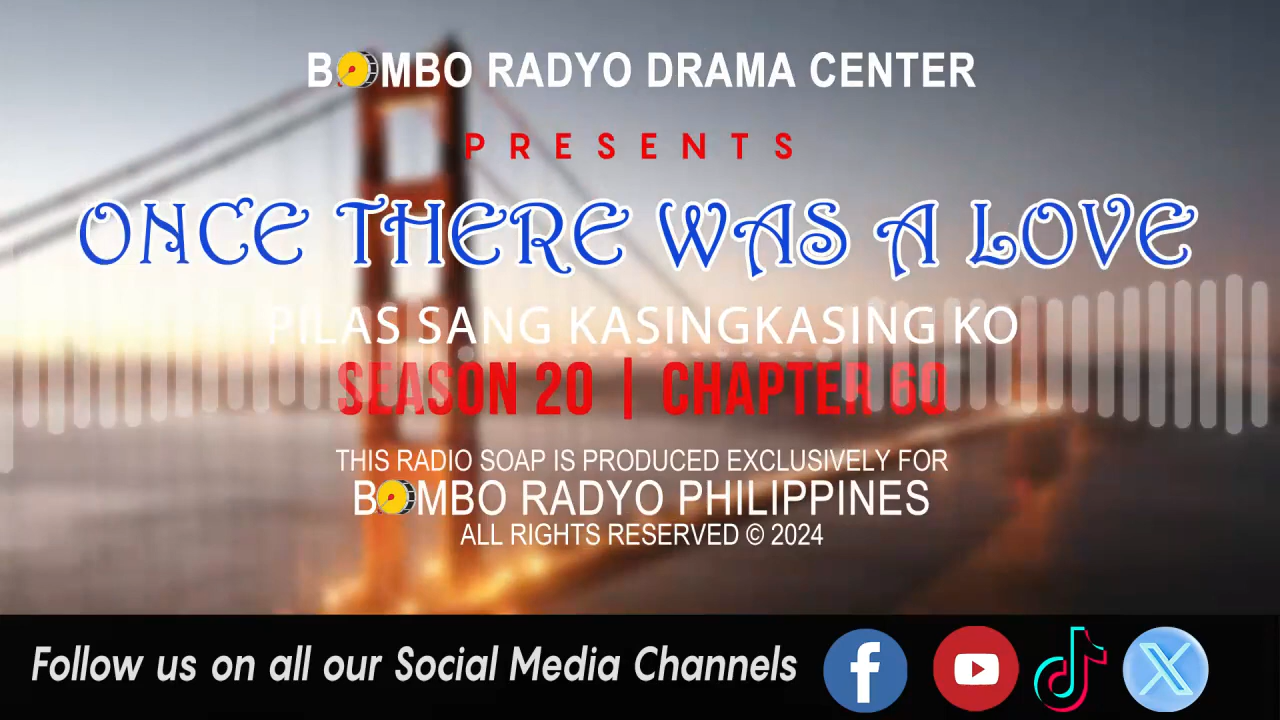 BOMBO RADYO DRAMA CENTER
PRESENTS
ONCE THERE WAS A LOVE
PILAS SANG KASINGKASING KO
SEASON 20 | CHAPTER 60
THIS RADIO SOAP IS PRODUCED EXCLUSIVELY FOR
BOMBO RADYO PHILIPPINES
ALL RIGHTS RESERVED © 2024
Follow us on all our Social Media Channels